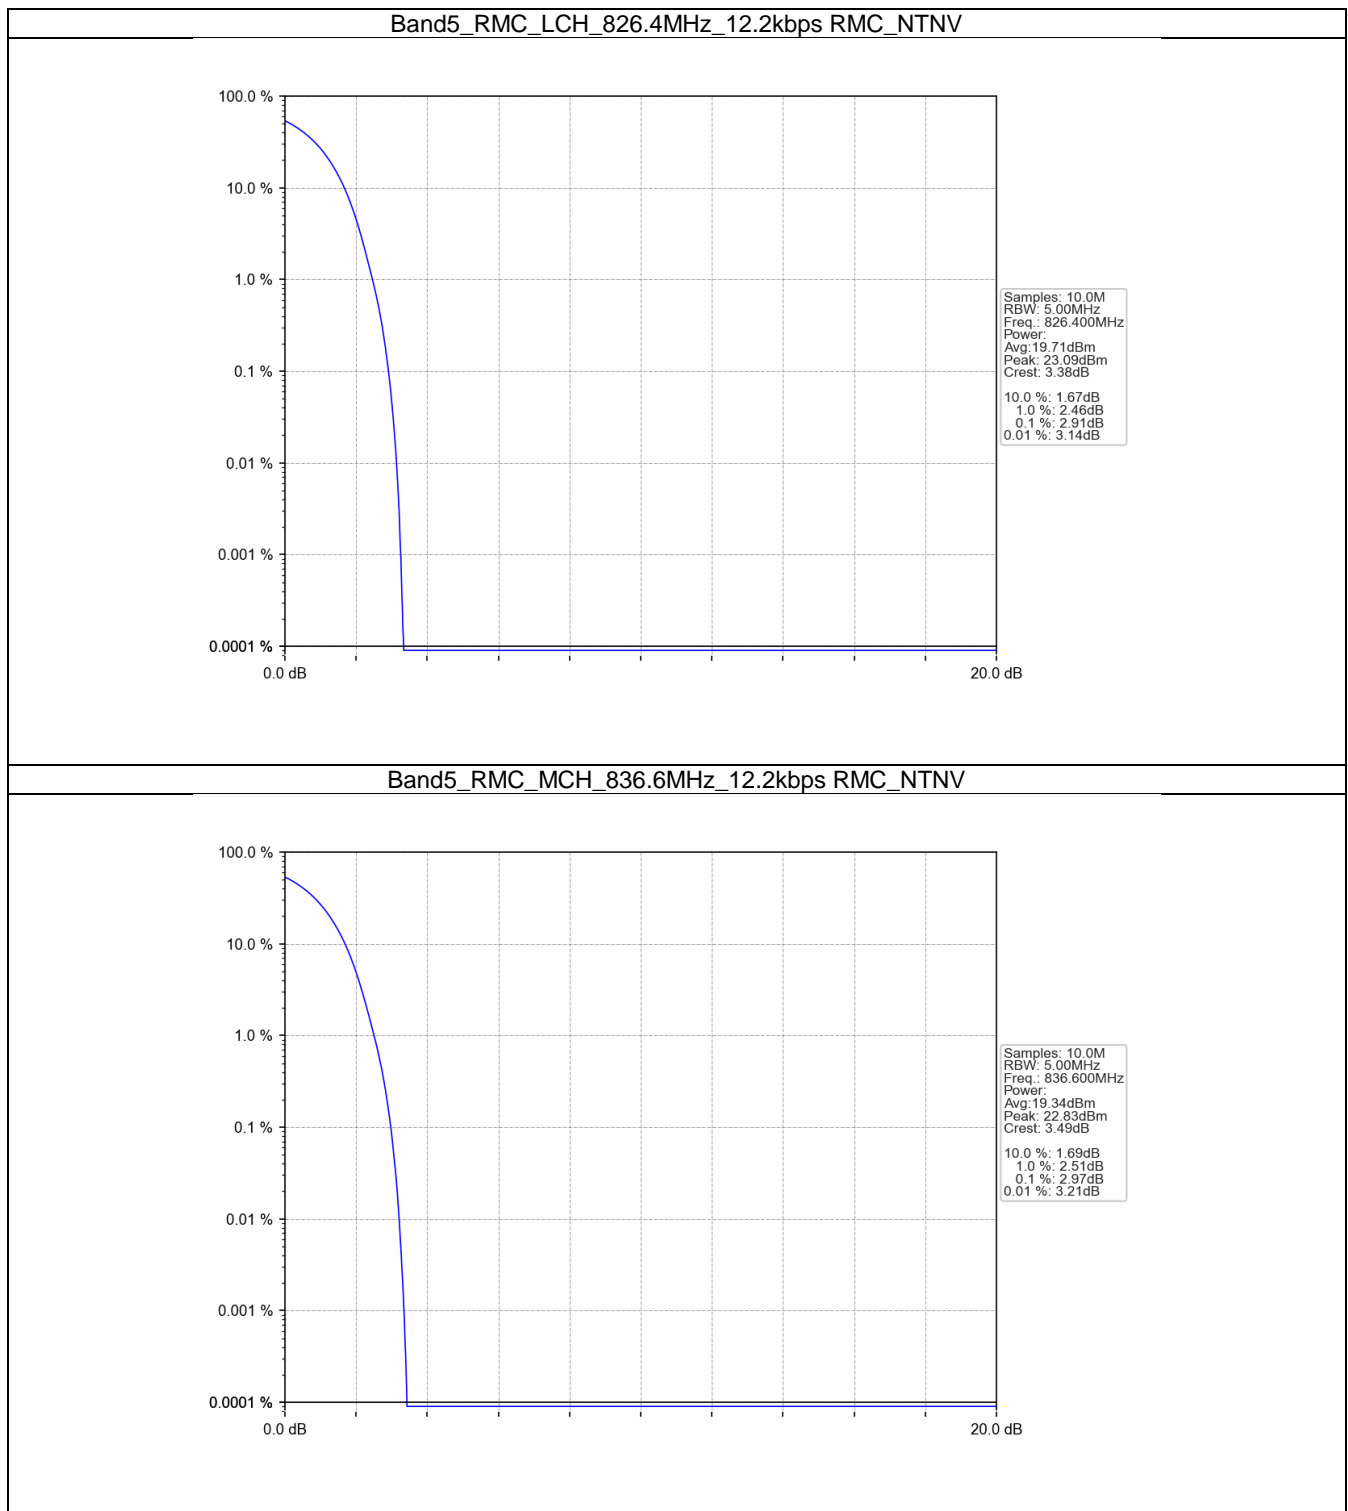 Band5_RMC_LCH_826.4MHz_12.2kbps RMC_NTNV
100.0 %
10.0 %
1.0 %
0.1 %
0.01 %
0.001 %
0.0001 %
0.0 dB
20.0 dB
Samples: 10.0M
RBW: 5.00MHz
Freq.: 826.400MHz
Power:
Avg:19.71dBm
Peak: 23.09dBm
Crest: 3.38dB
10.0 %: 1.67dB
1.0 %: 2.46dB
0.1 %: 2.91dB
0.01 %: 3.14dB
Band5_RMC_MCH_836.6MHz_12.2kbps RMC_NTNV
100.0 %
10.0 %
1.0 %
0.1 %
0.01 %
0.001 %
0.0001 %
0.0 dB
20.0 dB
Samples: 10.0M
RBW: 5.00MHz
Freq.: 836.600MHz
Power:
Avg:19.34dBm
Peak: 22.83dBm
Crest: 3.49dB
10.0 %: 1.69dB
1.0 %: 2.51dB
0.1 %: 2.97dB
0.01 %: 3.21dB